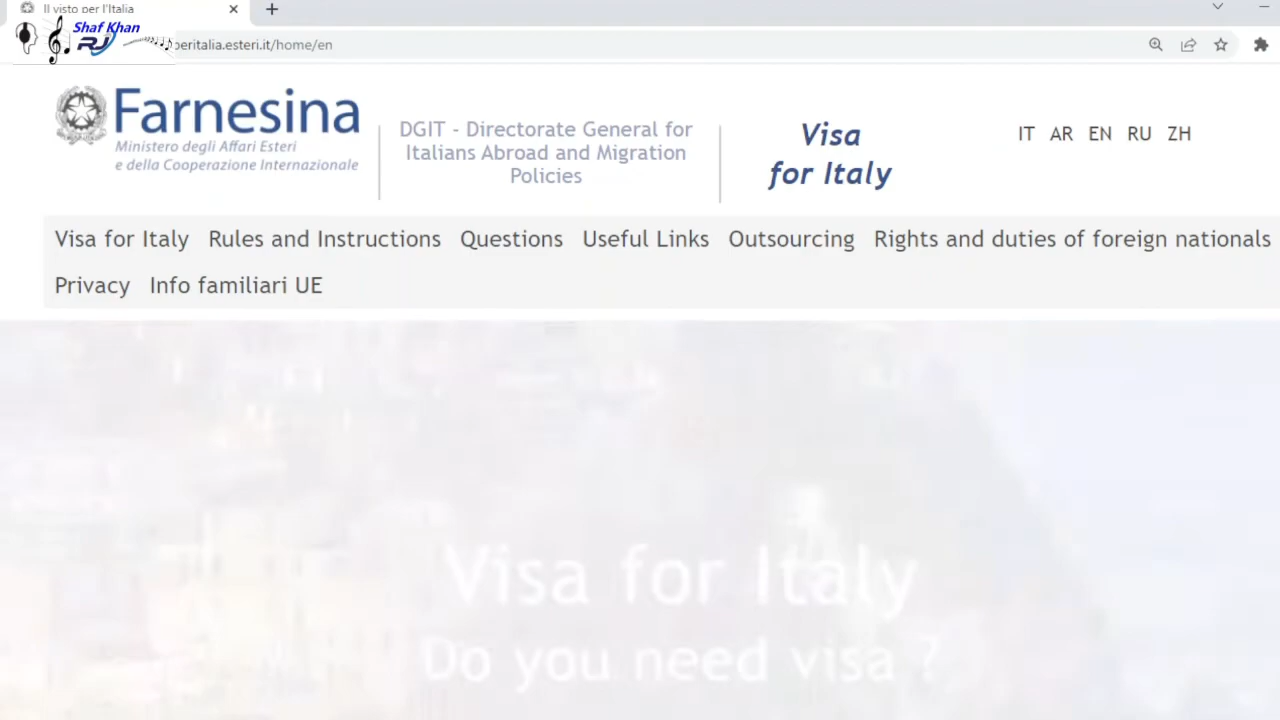 Il visto per l'Italia
Shaf Khan
RJ
peritalia.esteri.it/home/en
Farnesina
Ministero degli Affari Esteri
e della Cooperazione Internazionale
DGIT - Directorate General for
Italians Abroad and Migration
Policies
Visa
for Italy
IT AR EN RU ZH
Visa for Italy Rules and Instructions Questions Useful Links Outsourcing Rights and duties of foreign nationals
Privacy Info familiari UE
Visa for Italy
Do you need visa ?